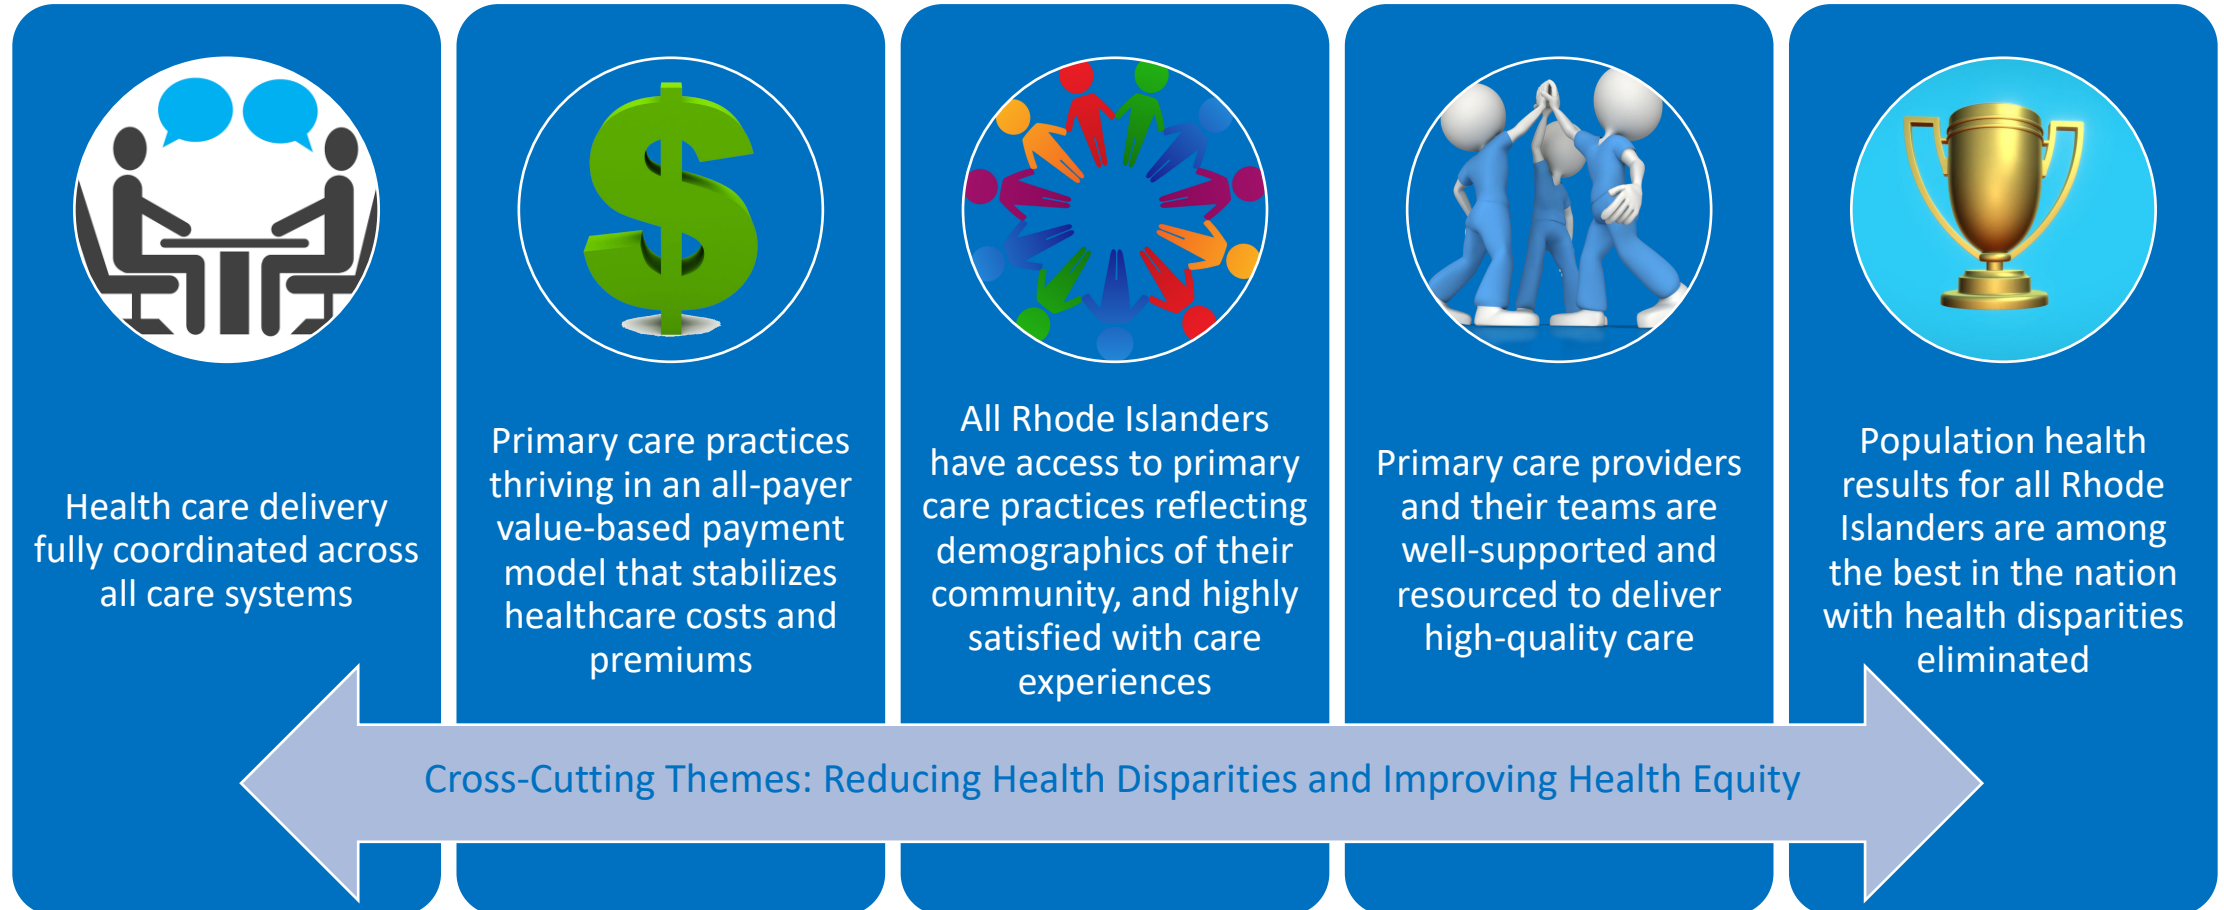 Health care delivery
fully coordinated across
all care systems
Primary care practices
thriving in an all-payer
value-based payment
model that stabilizes
healthcare costs and
premiums
All Rhode Islanders
have access to primary
care practices reflecting
demographics of their
community, and highly
satisfied with care
experiences
Primary care providers
and their teams are
well-supported and
resourced to deliver
high-quality care
Population health
results for all Rhode
Islanders are among
the best in the nation
with health disparities
eliminated
Cross-Cutting Themes: Reducing Health Disparities and Improving Health Equity